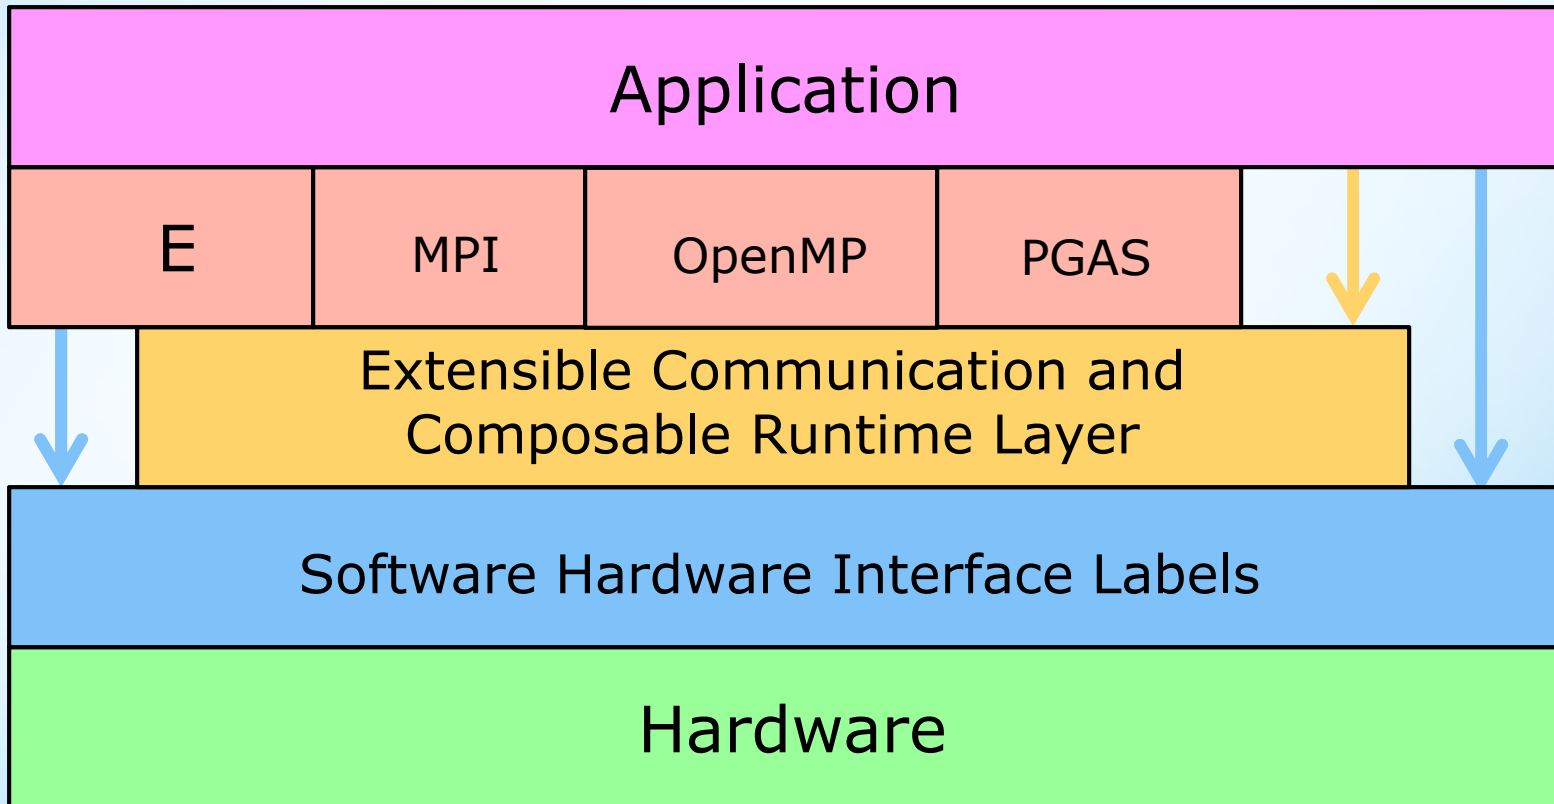 Application
E
MPI
OpenMP
PGAS
Extensible Communication and
Composable Runtime Layer
Software Hardware Interface Labels
Hardware